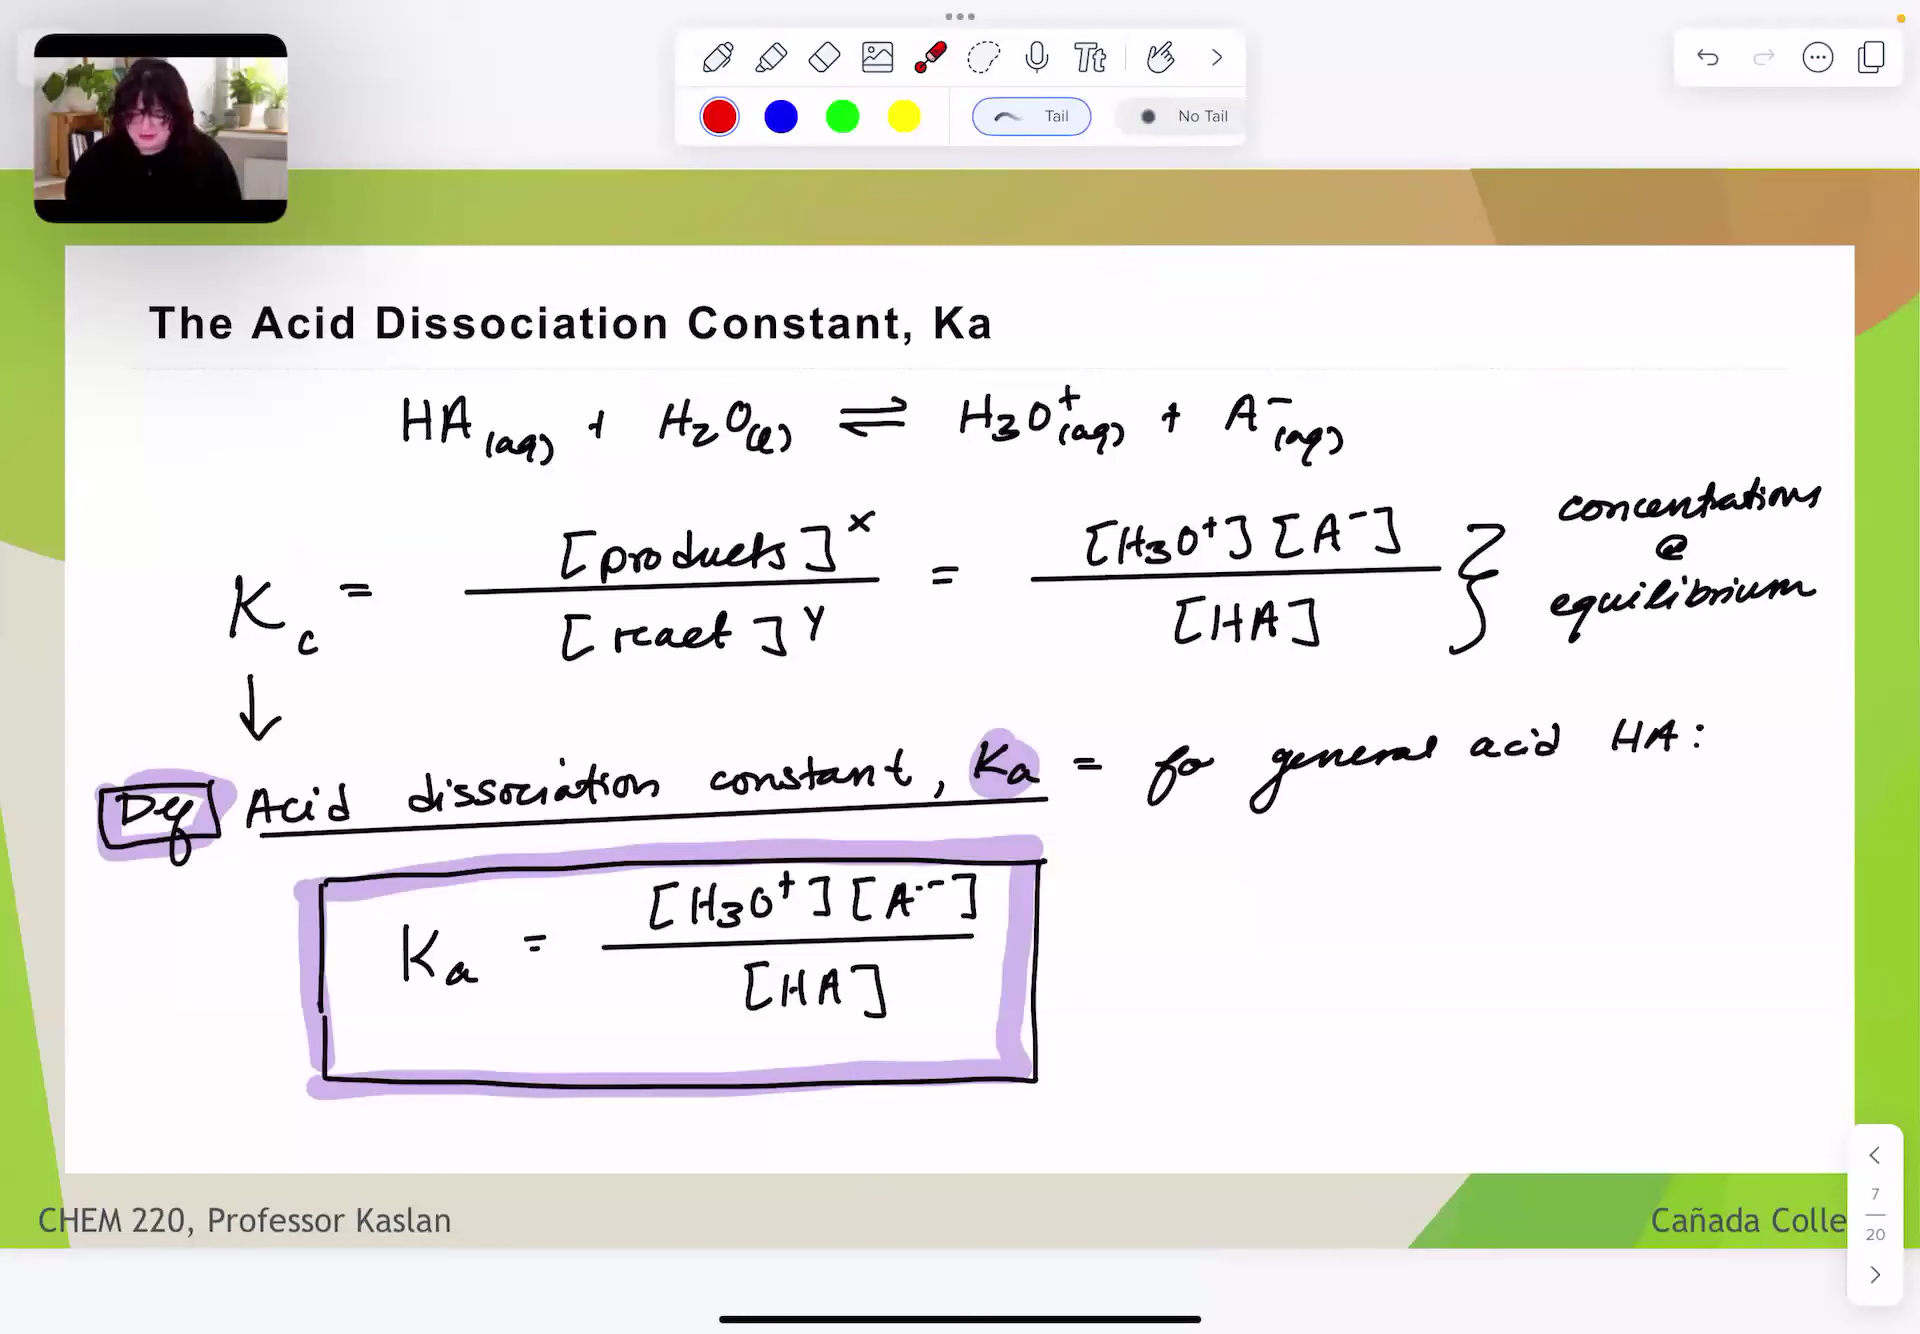 Tt
Tail
No Tail
The Acid Dissociation Constant, Ka
HA(aq) + H₂O(l) ⇌ H₃O⁺(aq) + A⁻(aq)
Kc = [products]ˣ / [react]ʸ = [H₃O⁺][A⁻] / [HA] } concentrations @ equilibrium
↓
Def Acid dissociation constant, Ka = for general acid HA:
Ka = [H₃O⁺][A⁻] / [HA]
CHEM 220, Professor Kaslan
Cañada Colle
7
20